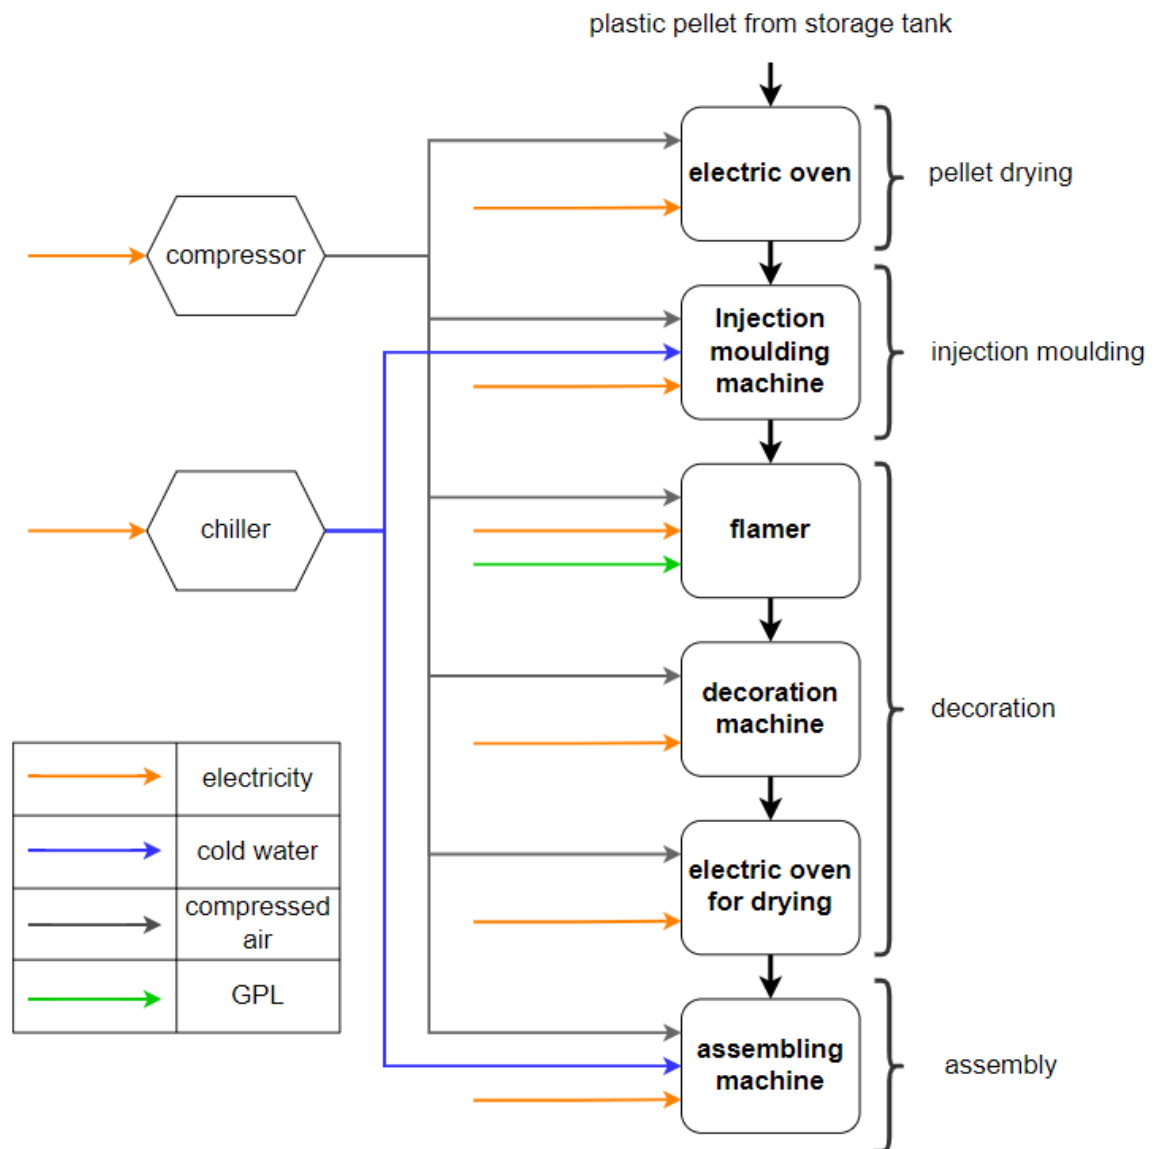 plastic pellet from storage tank
electric oven
pellet drying
compressor
Injection
moulding
machine
injection moulding
chiller
flamer
decoration
machine
decoration
electricity
cold water
compressed
air
GPL
electric oven
for drying
assembling
machine
assembly